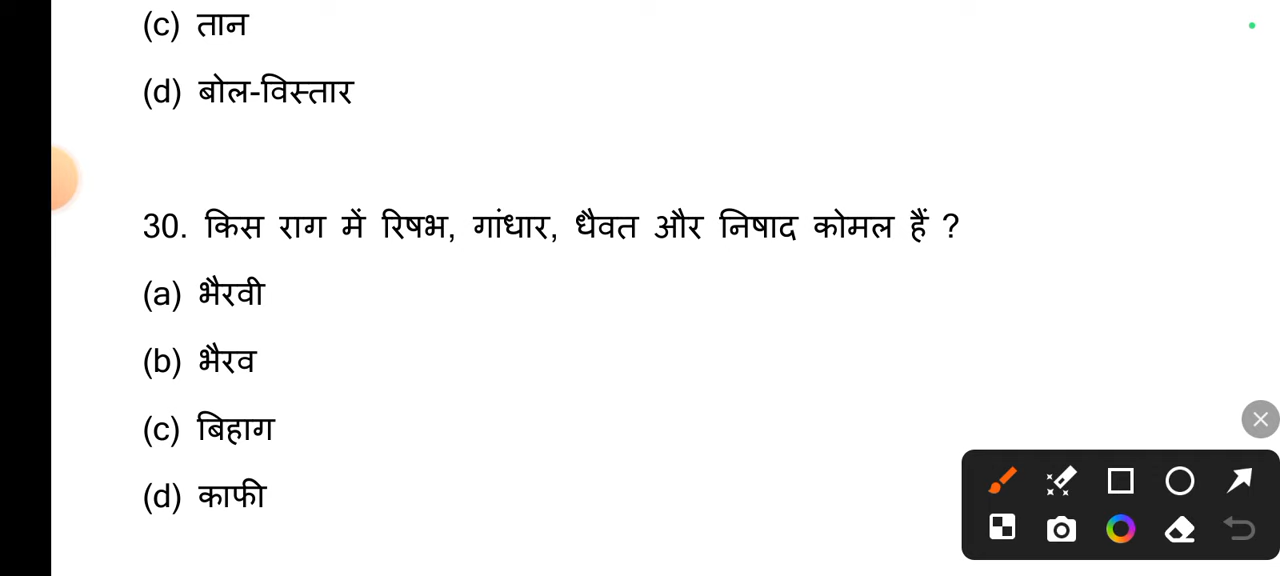 (c) तान
(d) बोल-विस्तार
30. किस राग में रिषभ, गांधार, धैवत और निषाद कोमल हैं ?
(a) भैरवी
(b) भैरव
(c) बिहाग
(d) काफी